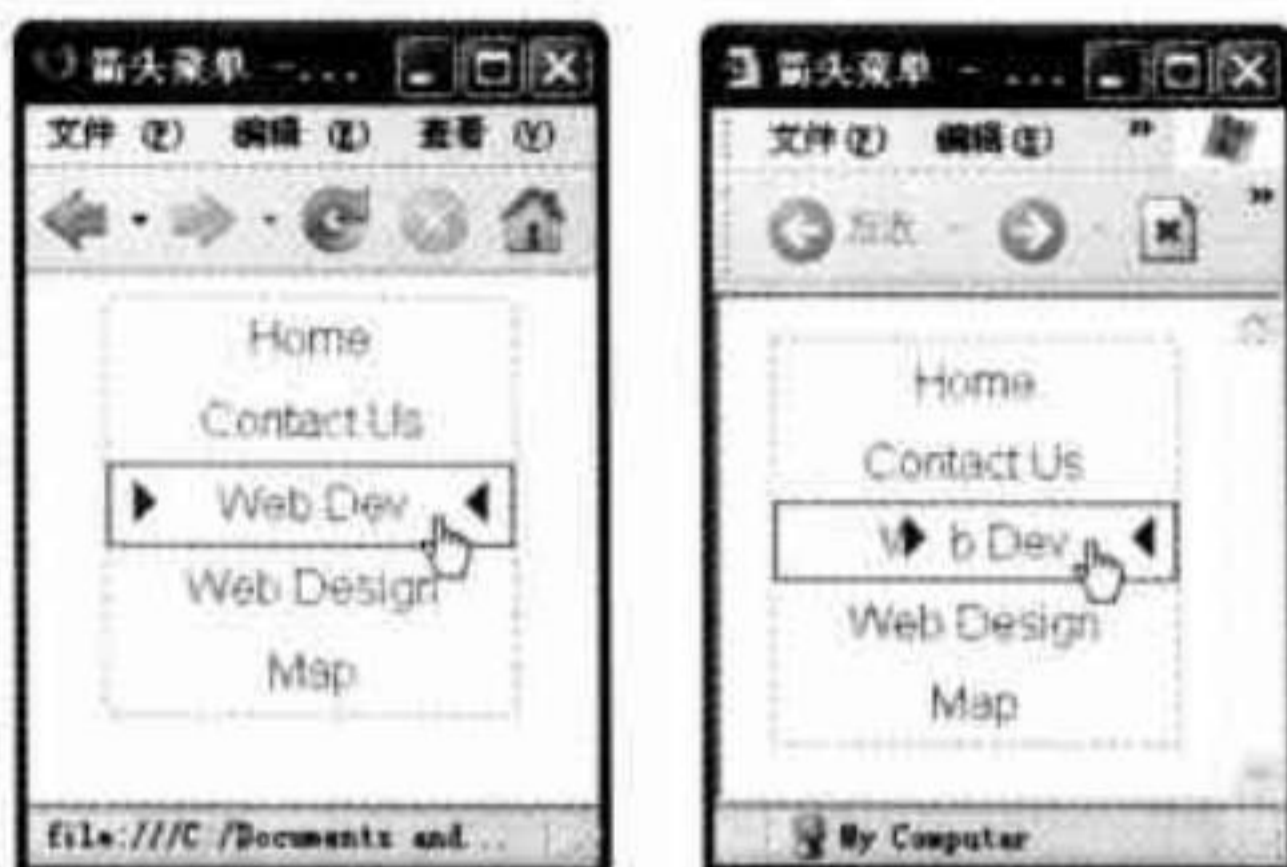 箭头菜单 -...
文件 (F) 编辑 (E) 查看 (V)
Home
Contact Us
Web Dev
Web Design
Map
file:///C /Documents and...
箭头菜单 - ...
文件(F) 编辑(E) »
后退 »
Home
Contact Us
W b Dev
Web Design
Map
My Computer